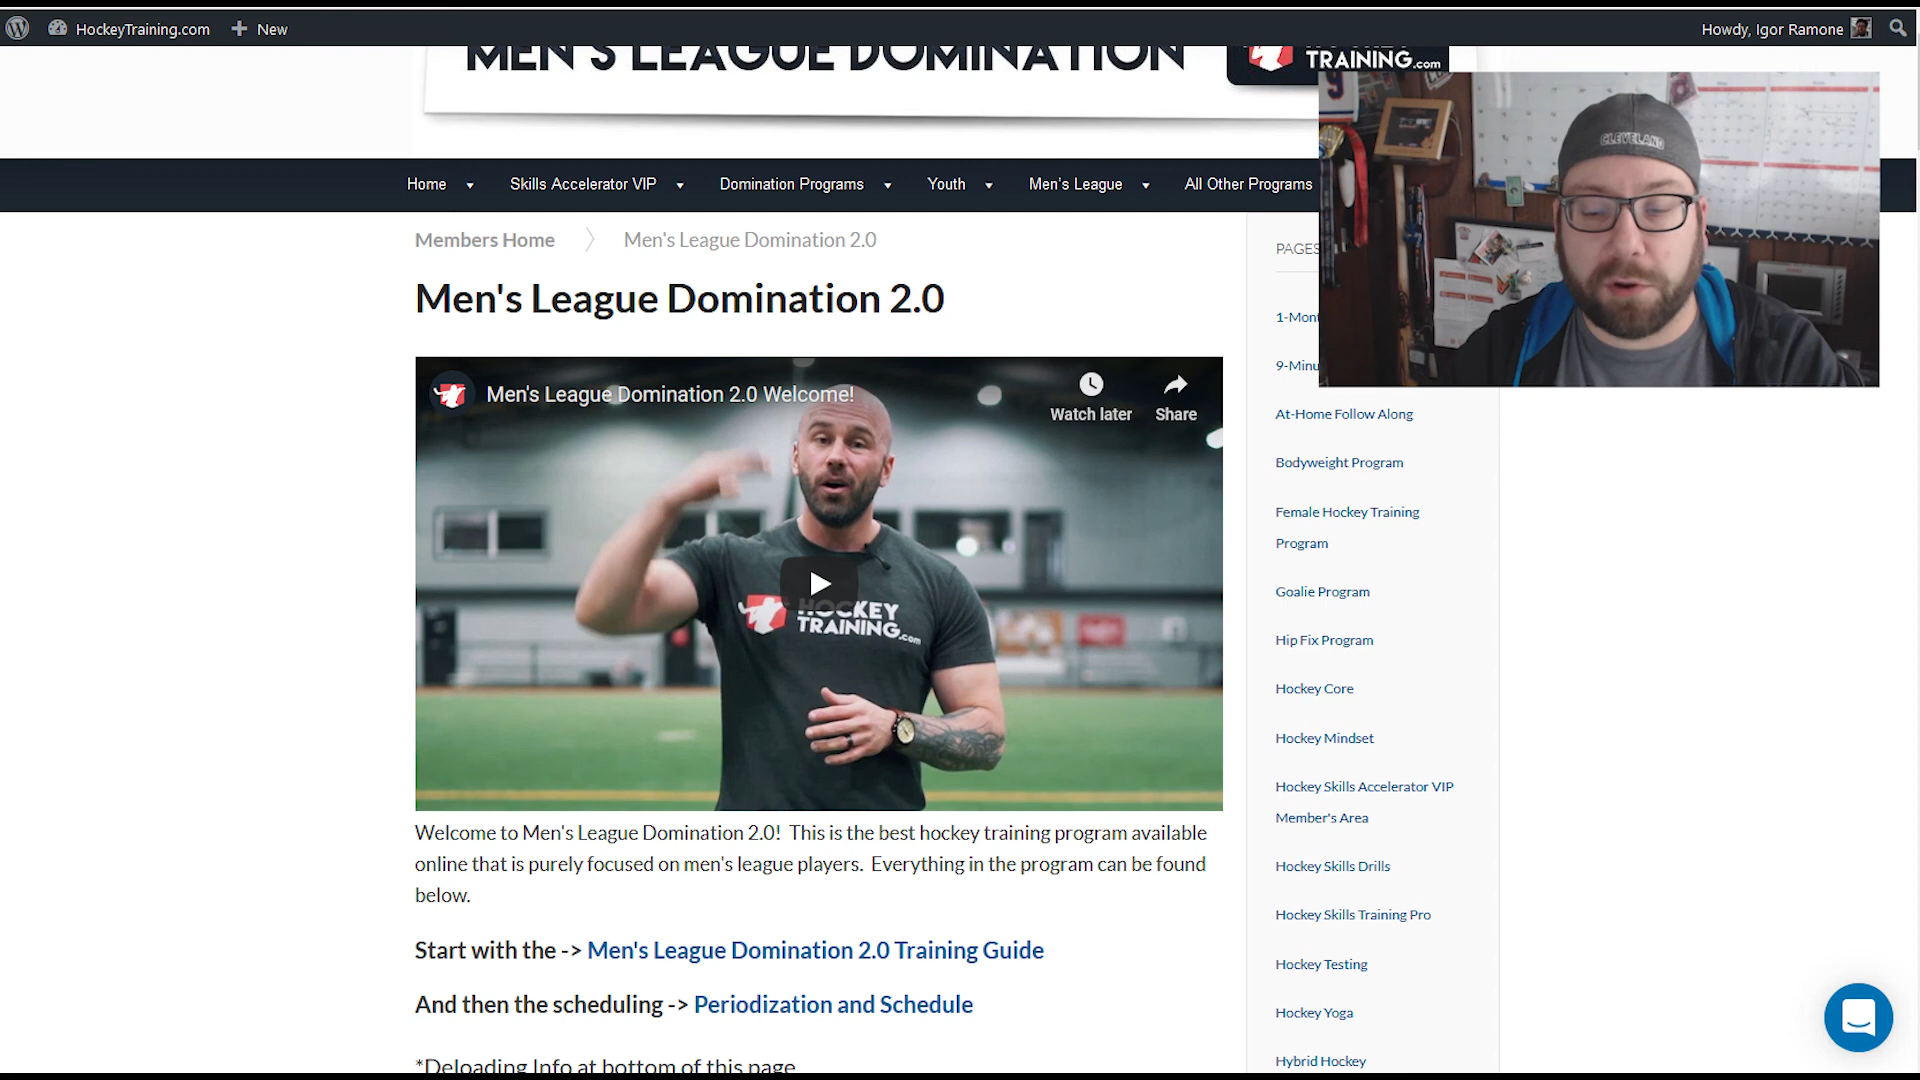 HockeyTraining.com
New
Howdy, Igor Ramone
MEN'S LEAGUE DOMINATION
TRAINING.com
CLEVELAND
Home
Skills Accelerator VIP
Domination Programs
Youth
Men's League
All Other Programs
Members Home
Men's League Domination 2.0
PAGES
Men's League Domination 2.0
Men's League Domination 2.0 Welcome!
Watch later
Share
HOCKEY
TRAINING.com
Welcome to Men's League Domination 2.0! This is the best hockey training program available
online that is purely focused on men's league players. Everything in the program can be found
below.
Start with the -> Men's League Domination 2.0 Training Guide
And then the scheduling -> Periodization and Schedule
*Deloading Info at bottom of this page
1-Mont
9-Minu
At-Home Follow Along
Bodyweight Program
Female Hockey Training
Program
Goalie Program
Hip Fix Program
Hockey Core
Hockey Mindset
Hockey Skills Accelerator VIP
Member's Area
Hockey Skills Drills
Hockey Skills Training Pro
Hockey Testing
Hockey Yoga
Hybrid Hockey